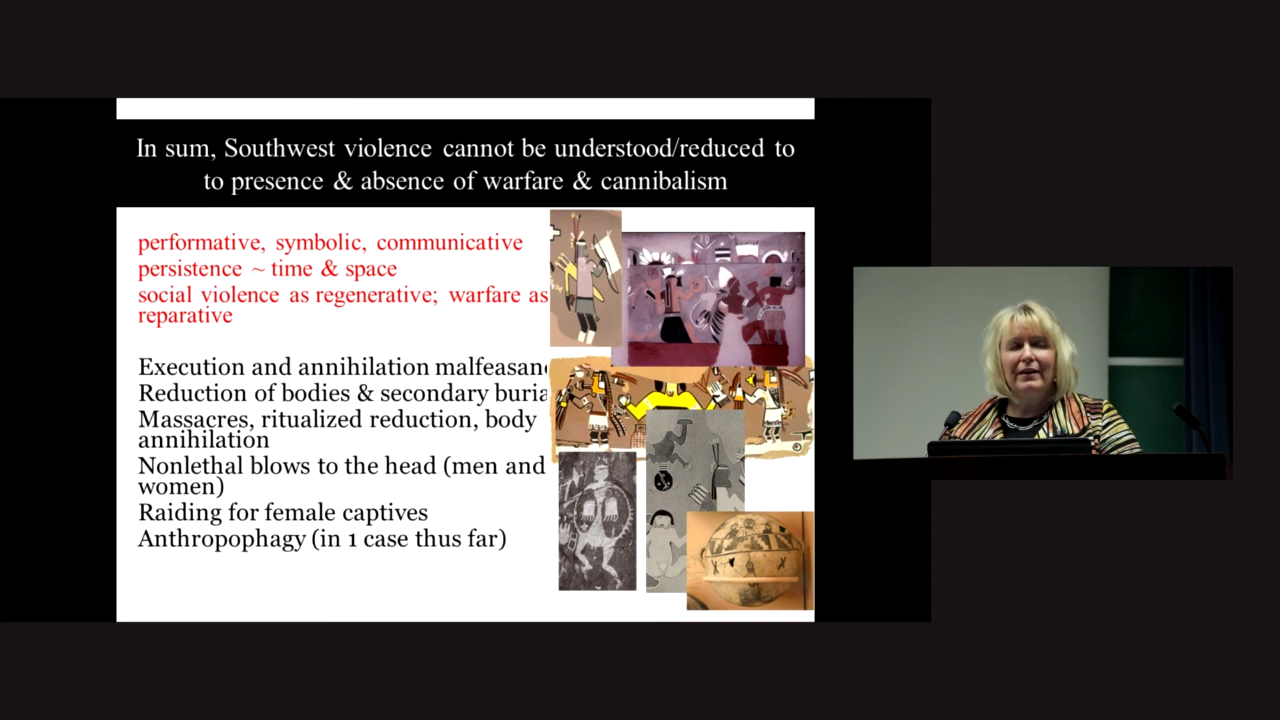 In sum, Southwest violence cannot be understood/reduced to
to presence & absence of warfare & cannibalism
performative, symbolic, communicative
persistence ~ time & space
social violence as regenerative; warfare as
reparative
Execution and annihilation malfeasanc
Reduction of bodies & secondary buria
Massacres, ritualized reduction, body
annihilation
Nonlethal blows to the head (men and
women)
Raiding for female captives
Anthropophagy (in 1 case thus far)